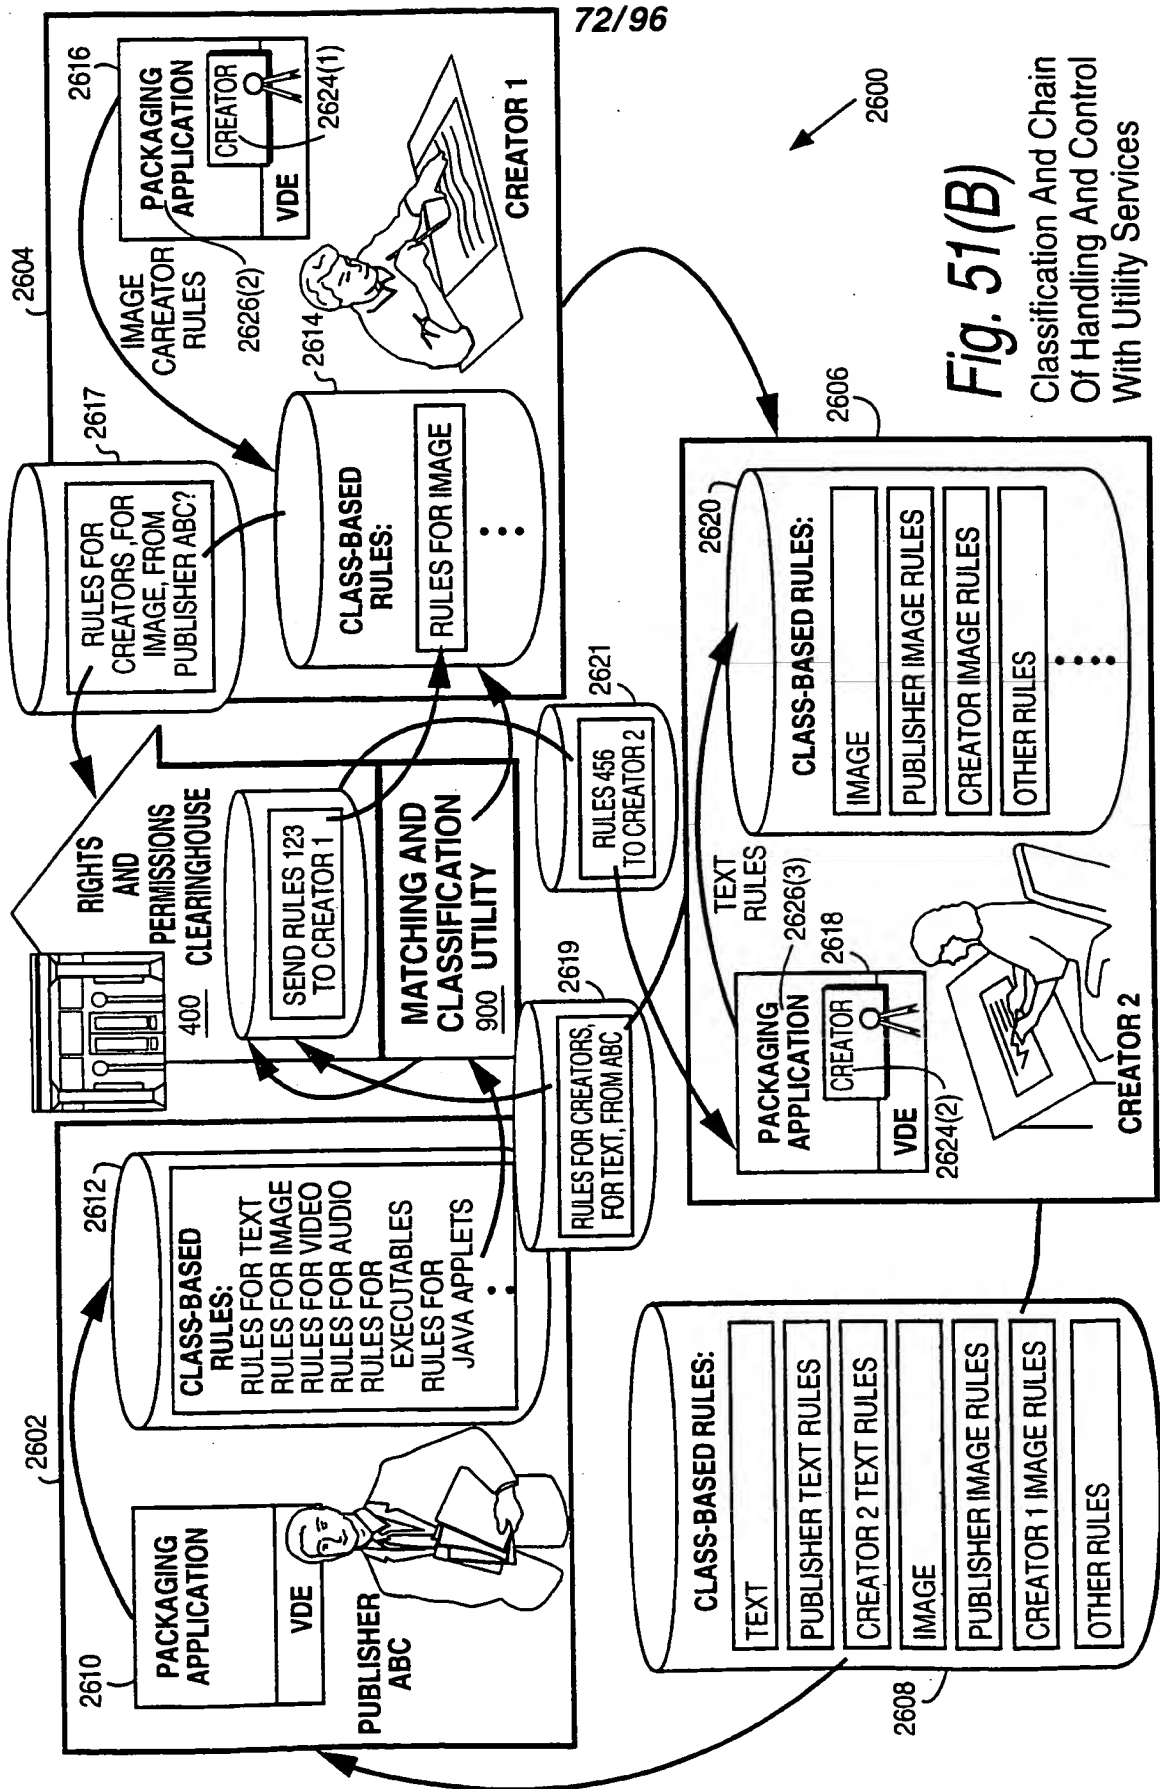 72/96
2602
2610
PACKAGING
APPLICATION
VDE
PUBLISHER
ABC
2612
CLASS-BASED
RULES:
RULES FOR TEXT
RULES FOR IMAGE
RULES FOR VIDEO
RULES FOR AUDIO
RULES FOR
EXECUTABLES
RULES FOR
JAVA APPLETS
RIGHTS
AND
PERMISSIONS
CLEARINGHOUSE
400
SEND RULES 123
TO CREATOR 1
MATCHING AND
CLASSIFICATION
900 UTILITY
2617
RULES FOR
CREATORS ,FOR
IMAGE, FROM
PUBLISHER ABC?
2604
2616
PACKAGING
APPLICATION
CREATOR
VDE
2624(1)
IMAGE
CAREATOR
RULES
2626(2)
2614
CLASS-BASED
RULES:
RULES FOR IMAGE
CREATOR 1
2619
RULES FOR CREATORS,
FOR TEXT, FROM ABC
2621
RULES 456
TO CREATOR 2
2608
CLASS-BASED RULES:
TEXT
PUBLISHER TEXT RULES
CREATOR 2 TEXT RULES
IMAGE
PUBLISHER IMAGE RULES
CREATOR 1 IMAGE RULES
OTHER RULES
2606
PACKAGING
APPLICATION
2626(3)
2618
CREATOR
VDE
2624(2)
TEXT
RULES
CREATOR 2
2620
CLASS-BASED RULES:
IMAGE
PUBLISHER IMAGE RULES
CREATOR IMAGE RULES
OTHER RULES
2600
Fig. 51(B)
Classification And Chain
Of Handling And Control
With Utility Services